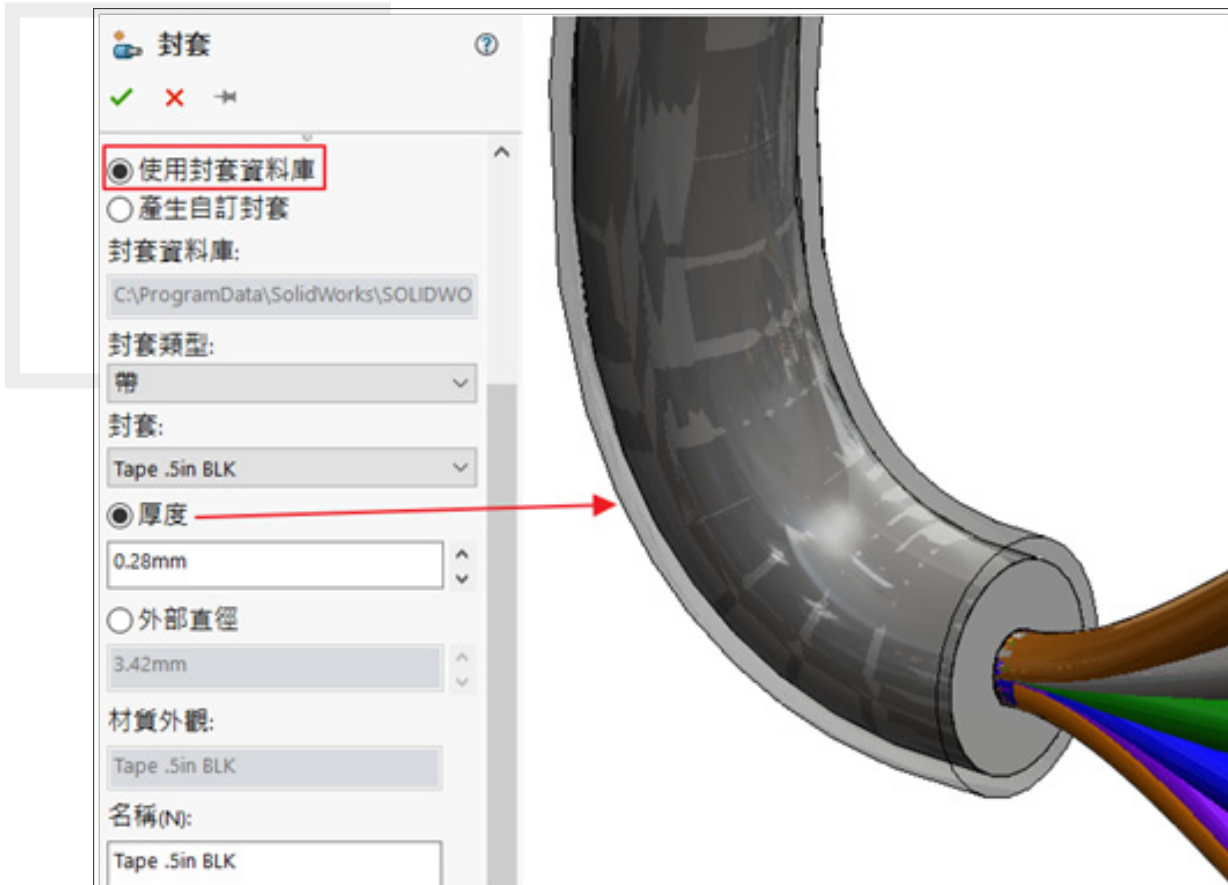 封套
使用封套資料庫
產生自訂封套
封套資料庫:
C:\ProgramData\SolidWorks\SOLIDWO
封套類型:
帶
封套:
Tape .5in BLK
厚度
0.28mm
外部直徑
3.42mm
材質外觀:
Tape .5in BLK
名稱(N):
Tape .5in BLK